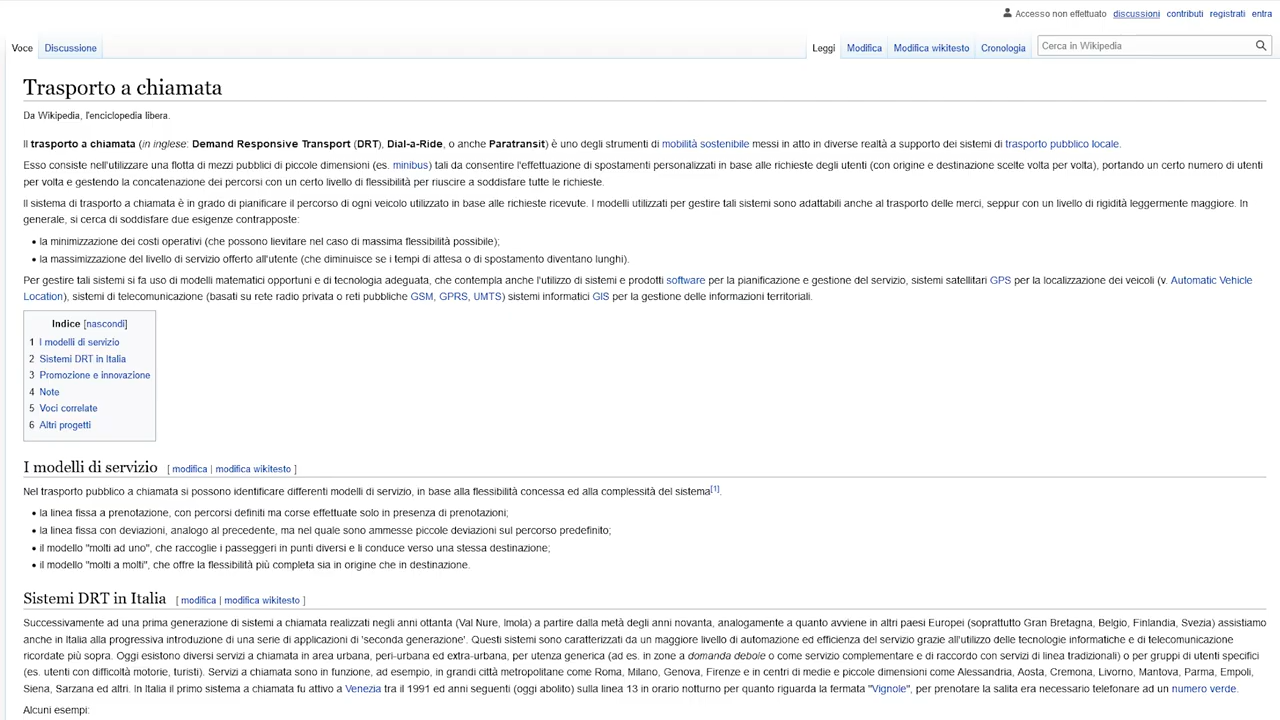 Accesso non effettuato discussioni contributi registrati entra
Voce Discussione Leggi Modifica Modifica wikitesto Cronologia Cerca in Wikipedia
Trasporto a chiamata
Da Wikipedia, l'enciclopedia libera.
Il trasporto a chiamata (in inglese: Demand Responsive Transport (DRT), Dial-a-Ride, o anche Paratransit) è uno degli strumenti di mobilità sostenibile messi in atto in diverse realtà a supporto dei sistemi di trasporto pubblico locale.
Esso consiste nell'utilizzare una flotta di mezzi pubblici di piccole dimensioni (es. minibus) tali da consentire l'effettuazione di spostamenti personalizzati in base alle richieste degli utenti (con origine e destinazione scelte volta per volta), portando un certo numero di utenti
per volta e gestendo la concatenazione dei percorsi con un certo livello di flessibilità per riuscire a soddisfare tutte le richieste.
Il sistema di trasporto a chiamata è in grado di pianificare il percorso di ogni veicolo utilizzato in base alle richieste ricevute. I modelli utilizzati per gestire tali sistemi sono adattabili anche al trasporto delle merci, seppur con un livello di rigidità leggermente maggiore. In
generale, si cerca di soddisfare due esigenze contrapposte:
• la minimizzazione dei costi operativi (che possono lievitare nel caso di massima flessibilità possibile);
• la massimizzazione del livello di servizio offerto all'utente (che diminuisce se i tempi di attesa o di spostamento diventano lunghi).
Per gestire tali sistemi si fa uso di modelli matematici opportuni e di tecnologia adeguata, che contempla anche l'utilizzo di sistemi e prodotti software per la pianificazione e gestione del servizio, sistemi satellitari GPS per la localizzazione dei veicoli (v. Automatic Vehicle
Location), sistemi di telecomunicazione (basati su rete radio privata o reti pubbliche GSM, GPRS, UMTS) sistemi informatici GIS per la gestione delle informazioni territoriali.
Indice [nascondi]
1 I modelli di servizio
2 Sistemi DRT in Italia
3 Promozione e innovazione
4 Note
5 Voci correlate
6 Altri progetti
I modelli di servizio [ modifica | modifica wikitesto ]
Nel trasporto pubblico a chiamata si possono identificare differenti modelli di servizio, in base alla flessibilità concessa ed alla complessità del sistema[1].
• la linea fissa a prenotazione, con percorsi definiti ma corse effettuate solo in presenza di prenotazioni;
• la linea fissa con deviazioni, analogo al precedente, ma nel quale sono ammesse piccole deviazioni sul percorso predefinito;
• il modello "molti ad uno", che raccoglie i passeggeri in punti diversi e li conduce verso una stessa destinazione;
• il modello "molti a molti", che offre la flessibilità più completa sia in origine che in destinazione.
Sistemi DRT in Italia [ modifica | modifica wikitesto ]
Successivamente ad una prima generazione di sistemi a chiamata realizzati negli anni ottanta (Val Nure, Imola) a partire dalla metà degli anni novanta, analogamente a quanto avviene in altri paesi Europei (soprattutto Gran Bretagna, Belgio, Finlandia, Svezia) assistiamo
anche in Italia alla progressiva introduzione di una serie di applicazioni di 'seconda generazione'. Questi sistemi sono caratterizzati da un maggiore livello di automazione ed efficienza del servizio grazie all'utilizzo delle tecnologie informatiche e di telecomunicazione
ricordate più sopra. Oggi esistono diversi servizi a chiamata in area urbana, peri-urbana ed extra-urbana, per utenza generica (ad es. in zone a domanda debole o come servizio complementare e di raccordo con servizi di linea tradizionali) o per gruppi di utenti specifici
(es. utenti con difficoltà motorie, turisti). Servizi a chiamata sono in funzione, ad esempio, in grandi città metropolitane come Roma, Milano, Genova, Firenze e in centri di medie e piccole dimensioni come Alessandria, Aosta, Cremona, Livorno, Mantova, Parma, Empoli,
Siena, Sarzana ed altri. In Italia il primo sistema a chiamata fu attivo a Venezia tra il 1991 ed anni seguenti (oggi abolito) sulla linea 13 in orario notturno per quanto riguarda la fermata "Vignole", per prenotare la salita era necessario telefonare ad un numero verde.
Alcuni esempi: